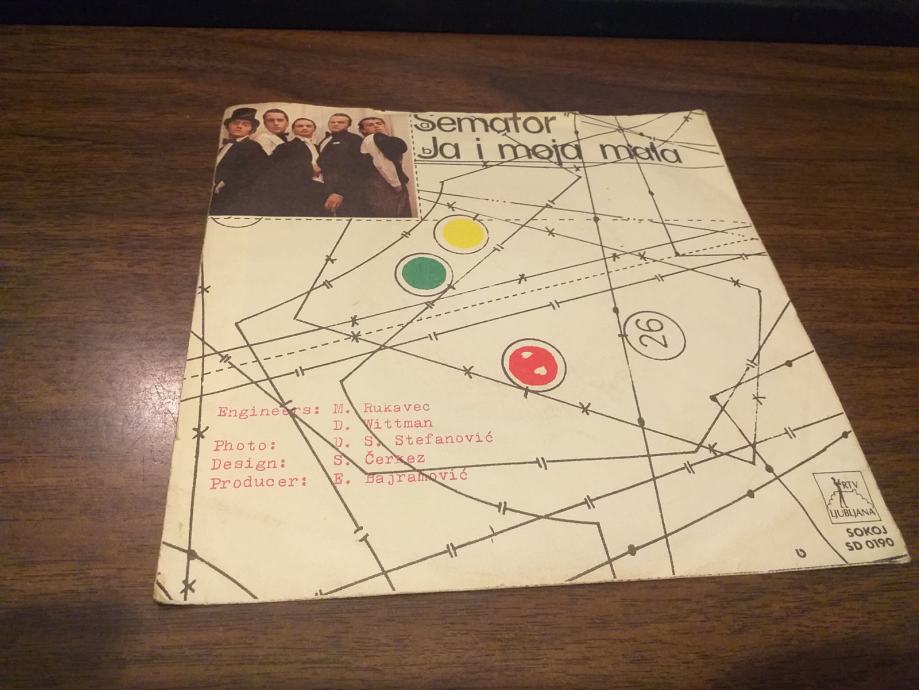 a Semafor
b Ja i moja mala
26
Engineers: M. Rukavec
D. Wittman
Photo: D. S. Stefanović
Design: S. Čerkez
Producer: E. Bajramović
RTV
LJUBLJANA
SOKOJ
SD 0190
b